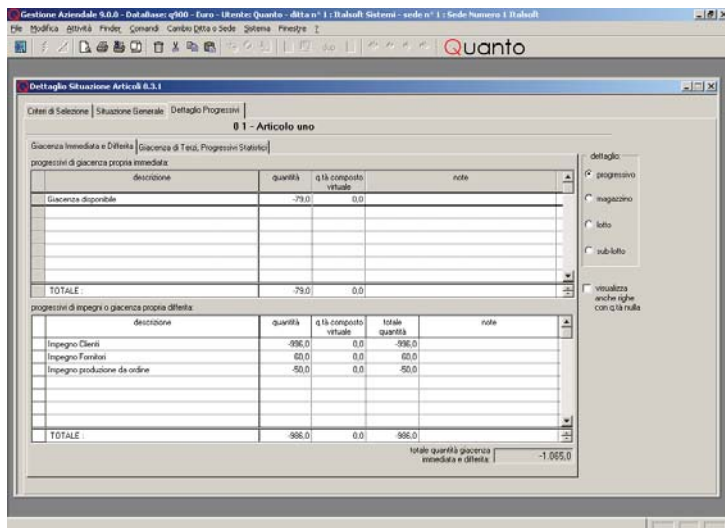 Gestione Aziendale 9.0.0 - DataBase: q900 - Euro - Utente: Quanto - ditta n° 1 : Italsoft Sistemi - sede n° 1 : Sede Numero 1 Italsoft
File Modifica Attività Finder Comandi Cambio Ditta o Sede Sistema Finestre ?
Quanto
Dettaglio Situazione Articoli 8.3.1
Criteri di Selezione Situazione Generale Dettaglio Progressivi
0 1 - Articolo uno
Giacenza Immediata e Differita Giacenza di Terzi, Progressivi Statistici
progressivi di giacenza propria immediata:
descrizione quantità q.tà composto virtuale note
Giacenza disponibile -79,0 0,0
TOTALE : -79,0 0,0
dettaglio:
progressivo
magazzino
lotto
sub-lotto
visualizza
anche righe
con q.tà nulla
progressivi di impegni o giacenza propria differita:
descrizione quantità q.tà composto virtuale totale quantità note
Impegno Clienti -996,0 0,0 -996,0
Impegno Fornitori 60,0 0,0 60,0
Impegno produzione da ordine -50,0 0,0 -50,0
TOTALE : -986,0 0,0 -986,0
totale quantità giacenza
immediata e differita: -1.065,0